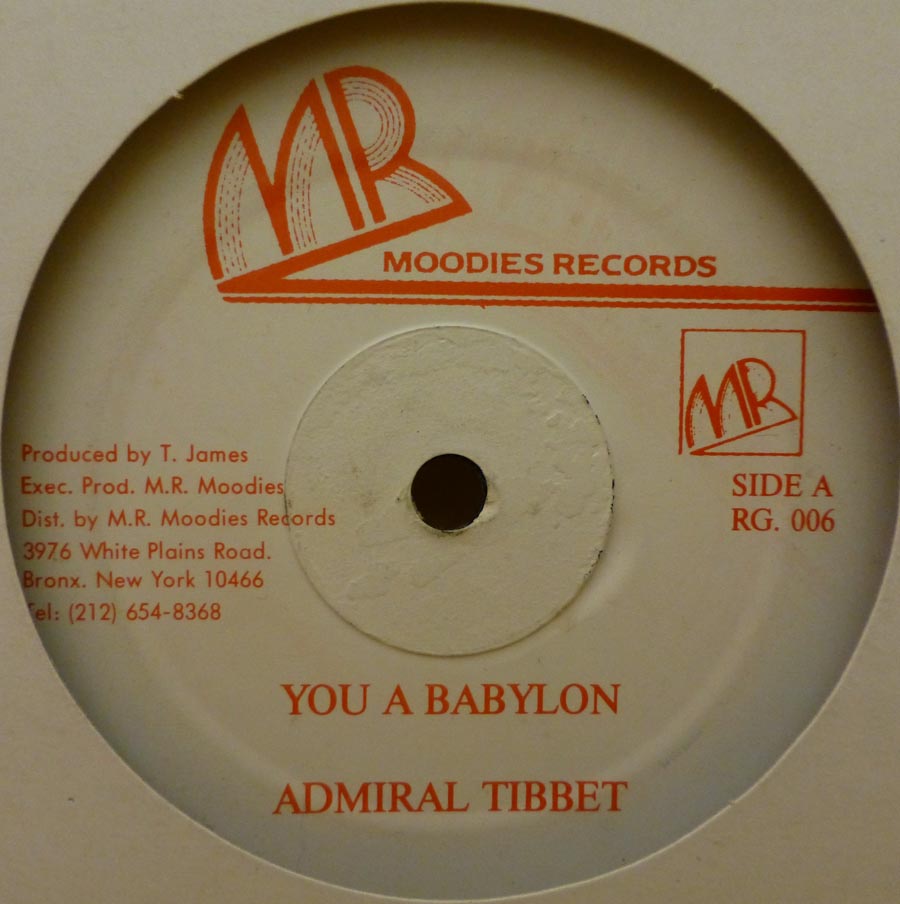 MR
MOODIES RECORDS
MR
SIDE A
RG. 006
Produced by T. James
Exec. Prod. M.R. Moodies
Dist. by M.R. Moodies Records
3976 White Plains Road.
Bronx. New York 10466
Tel: (212) 654-8368
YOU A BABYLON
ADMIRAL TIBBET